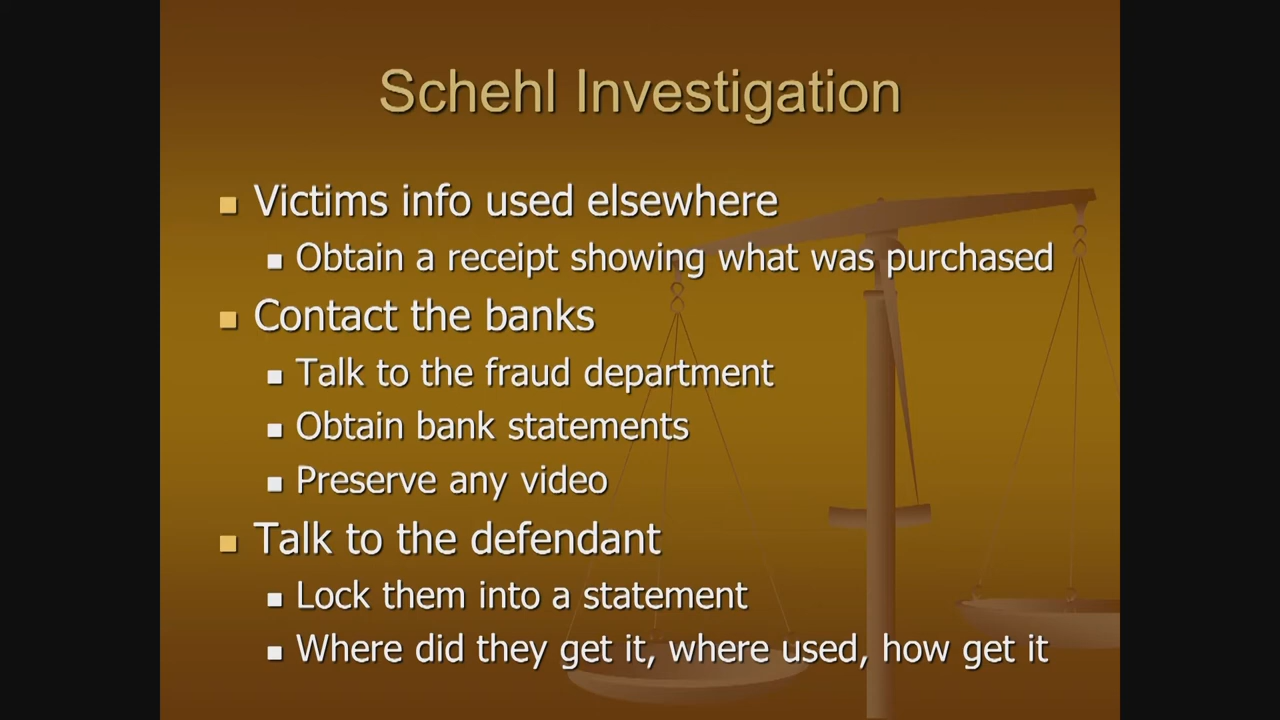 Schehl Investigation
Victims info used elsewhere
Obtain a receipt showing what was purchased
Contact the banks
Talk to the fraud department
Obtain bank statements
Preserve any video
Talk to the defendant
Lock them into a statement
Where did they get it, where used, how get it